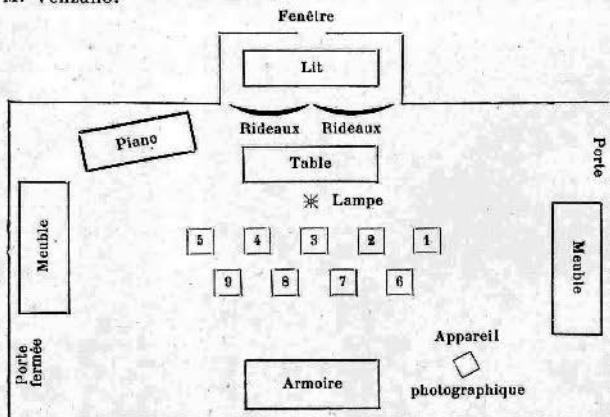 M. Venzano.
Fenêtre
Lit
Rideaux Rideaux
Piano
Table
Porte
Lampe
Meuble
5 4 3 2 1
Meuble
9 8 7 6
Porte
fermée
Appareil
photographique
Armoire